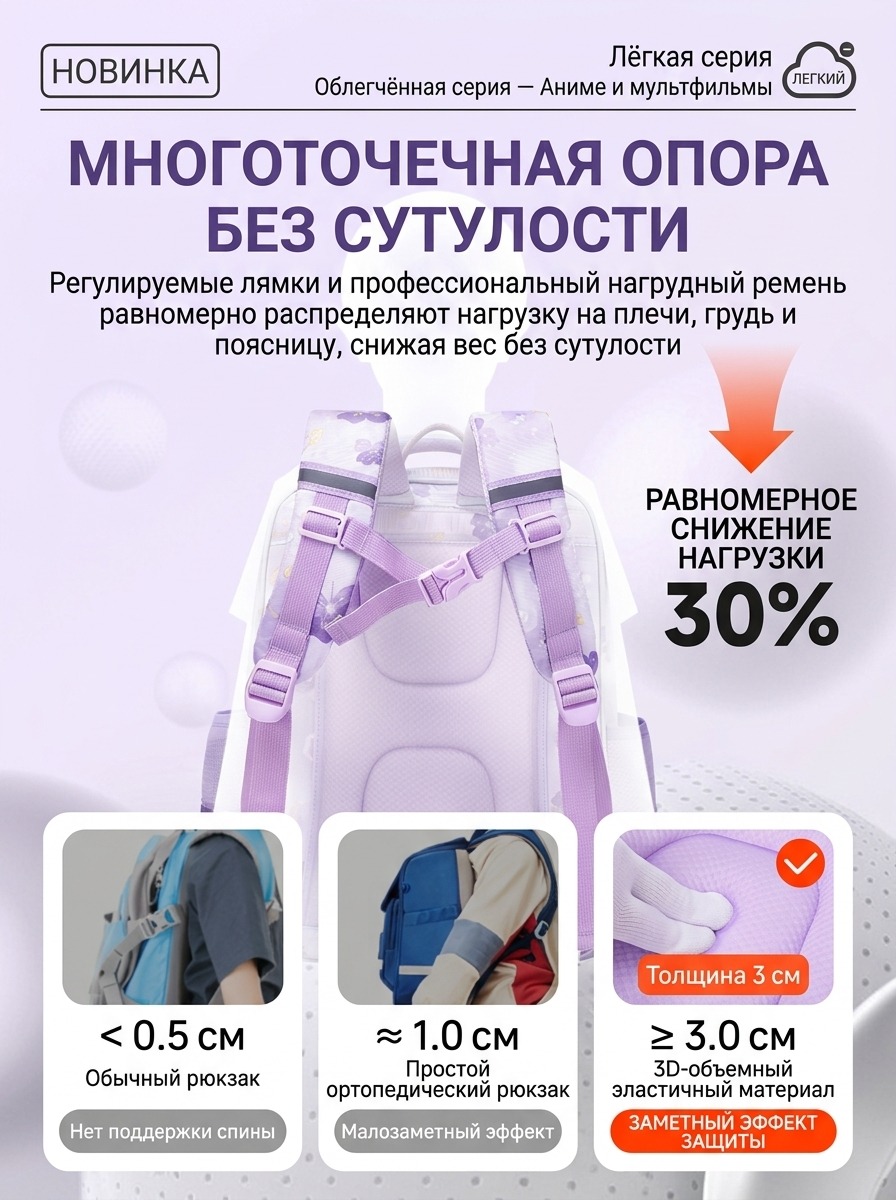 НОВИНКА
Лёгкая серия
Облегчённая серия — Аниме и мультфильмы
ЛЕГКИЙ
МНОГОТОЧЕЧНАЯ ОПОРА
БЕЗ СУТУЛОСТИ
Регулируемые лямки и профессиональный нагрудный ремень
равномерно распределяют нагрузку на плечи, грудь и
поясницу, снижая вес без сутулости
РАВНОМЕРНОЕ
СНИЖЕНИЕ
НАГРУЗКИ
30%
< 0.5 см
Обычный рюкзак
Нет поддержки спины
≈ 1.0 см
Простой
ортопедический рюкзак
Малозаметный эффект
Толщина 3 см
≥ 3.0 см
3D-объемный
эластичный материал
ЗАМЕТНЫЙ ЭФФЕКТ
ЗАЩИТЫ